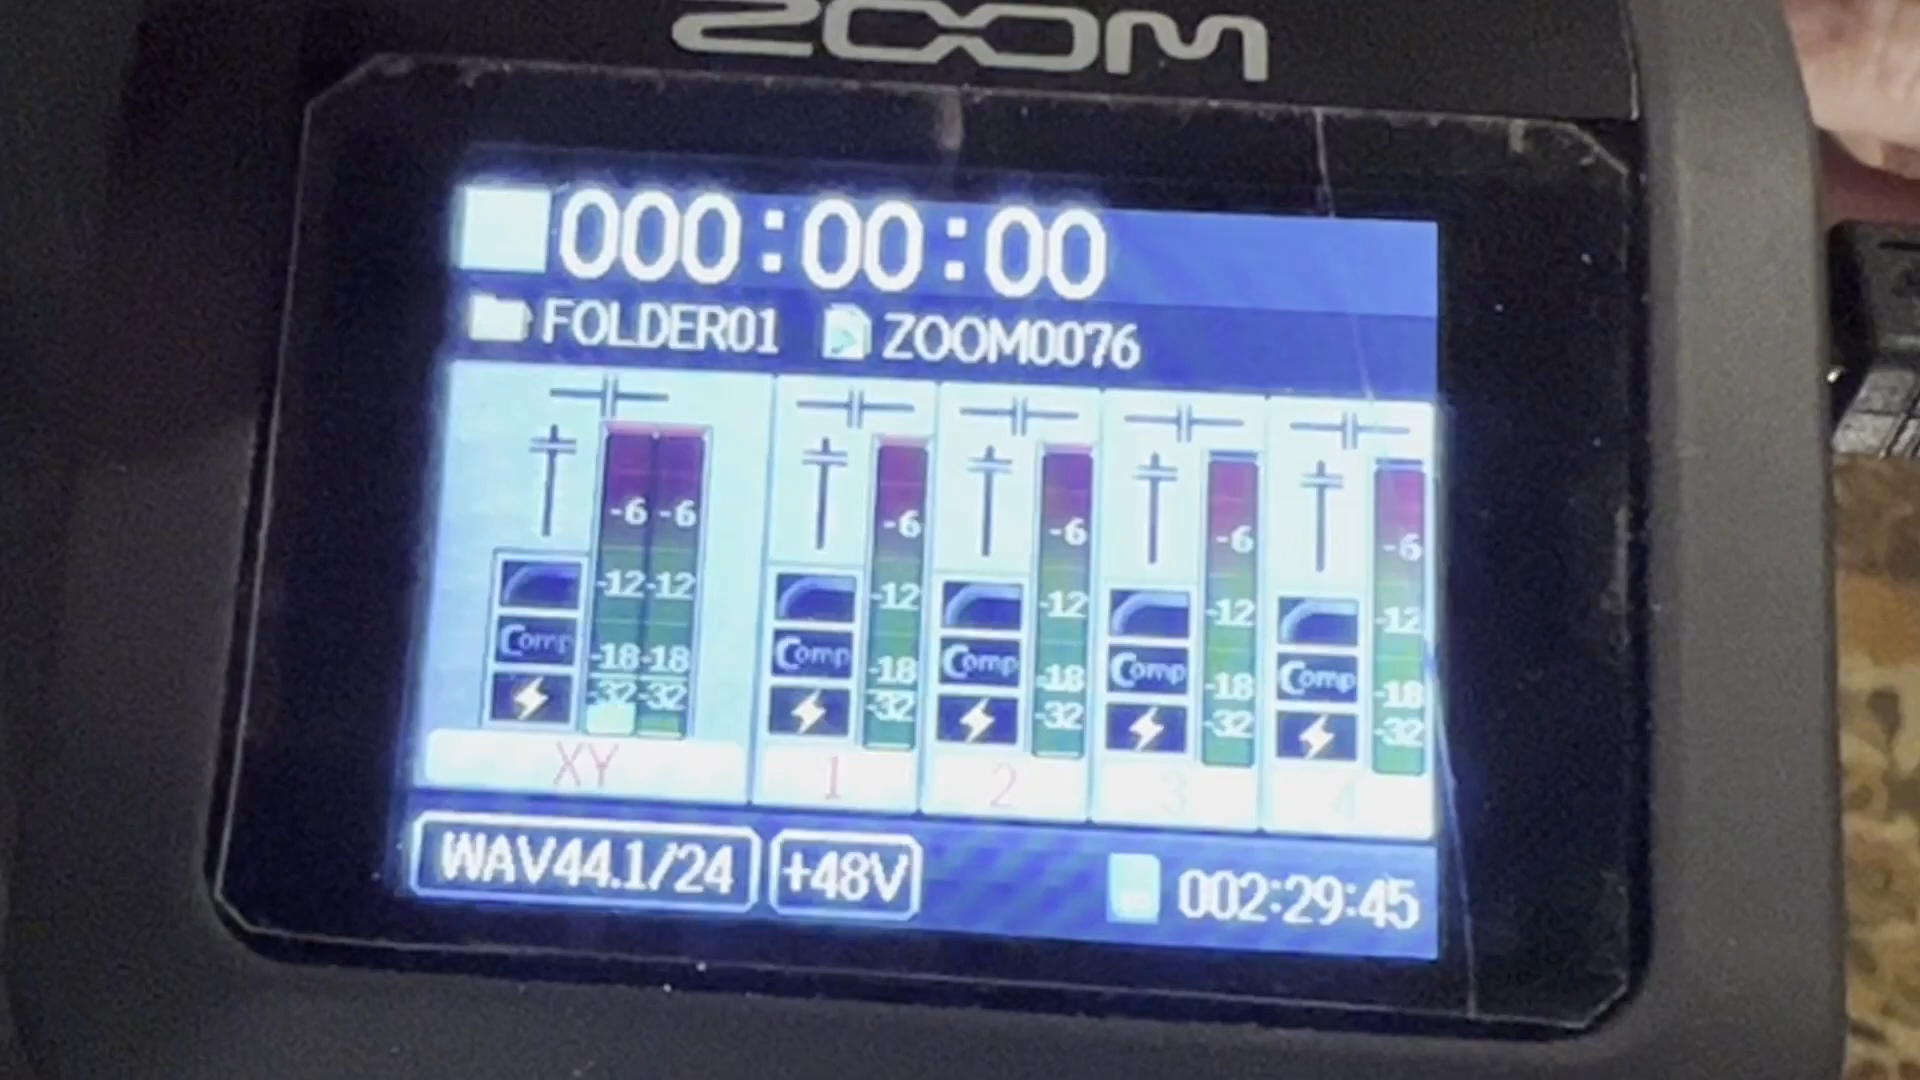 ZOOM
000:00:00
FOLDER01 ZOOM0076
-6 -6 -6 -6 -6 -6
-12 -12 -12 -12 -12 -12
Comp Comp Comp Comp Comp
-18 -18 -18 -18 -18 -18
-32 -32 -32 -32 -32 -32
XY 1 2 3 4
WAV44.1/24 +48V 002:29:45